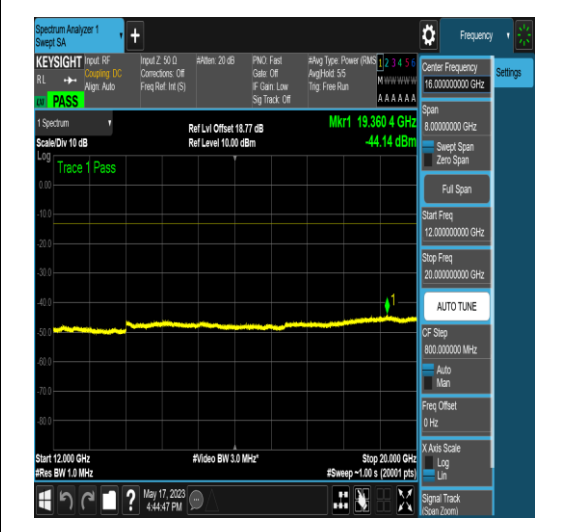 Spectrum Analyzer 1
Swept SA
+
Frequency
KEYSIGHT
RL
PASS
Input: RF
Coupling: DC
Align: Auto
Input Z: 50 Ω
Corrections: Off
Freq Ref: Int (S)
#Atten: 20 dB
PNO: Fast
Gate: Off
IF Gain: Low
Sig Track: Off
#Avg Type: Power (RMS
Avg|Hold: 5/5
Trig: Free Run
1 2 3 4 5 6
M W W W W W
A A A A A A
1 Spectrum
Scale/Div 10 dB
Ref Lvl Offset 18.77 dB
Ref Level 10.00 dBm
Mkr1 19.360 4 GHz
-44.14 dBm
Log
Trace 1 Pass
0.00
-10.0
-20.0
-30.0
-40.0
-50.0
-60.0
-70.0
-80.0
1
Start 12.000 GHz
#Res BW 1.0 MHz
#Video BW 3.0 MHz*
Stop 20.000 GHz
#Sweep ~1.00 s (20001 pts)
Center Frequency
16.000000000 GHz
Settings
Span
8.00000000 GHz
Swept Span
Zero Span
Full Span
Start Freq
12.000000000 GHz
Stop Freq
20.000000000 GHz
AUTO TUNE
CF Step
800.000000 MHz
Auto
Man
Freq Offset
0 Hz
X Axis Scale
Log
Lin
Signal Track
(Span Zoom)
?
May 17, 2023
4:44:47 PM